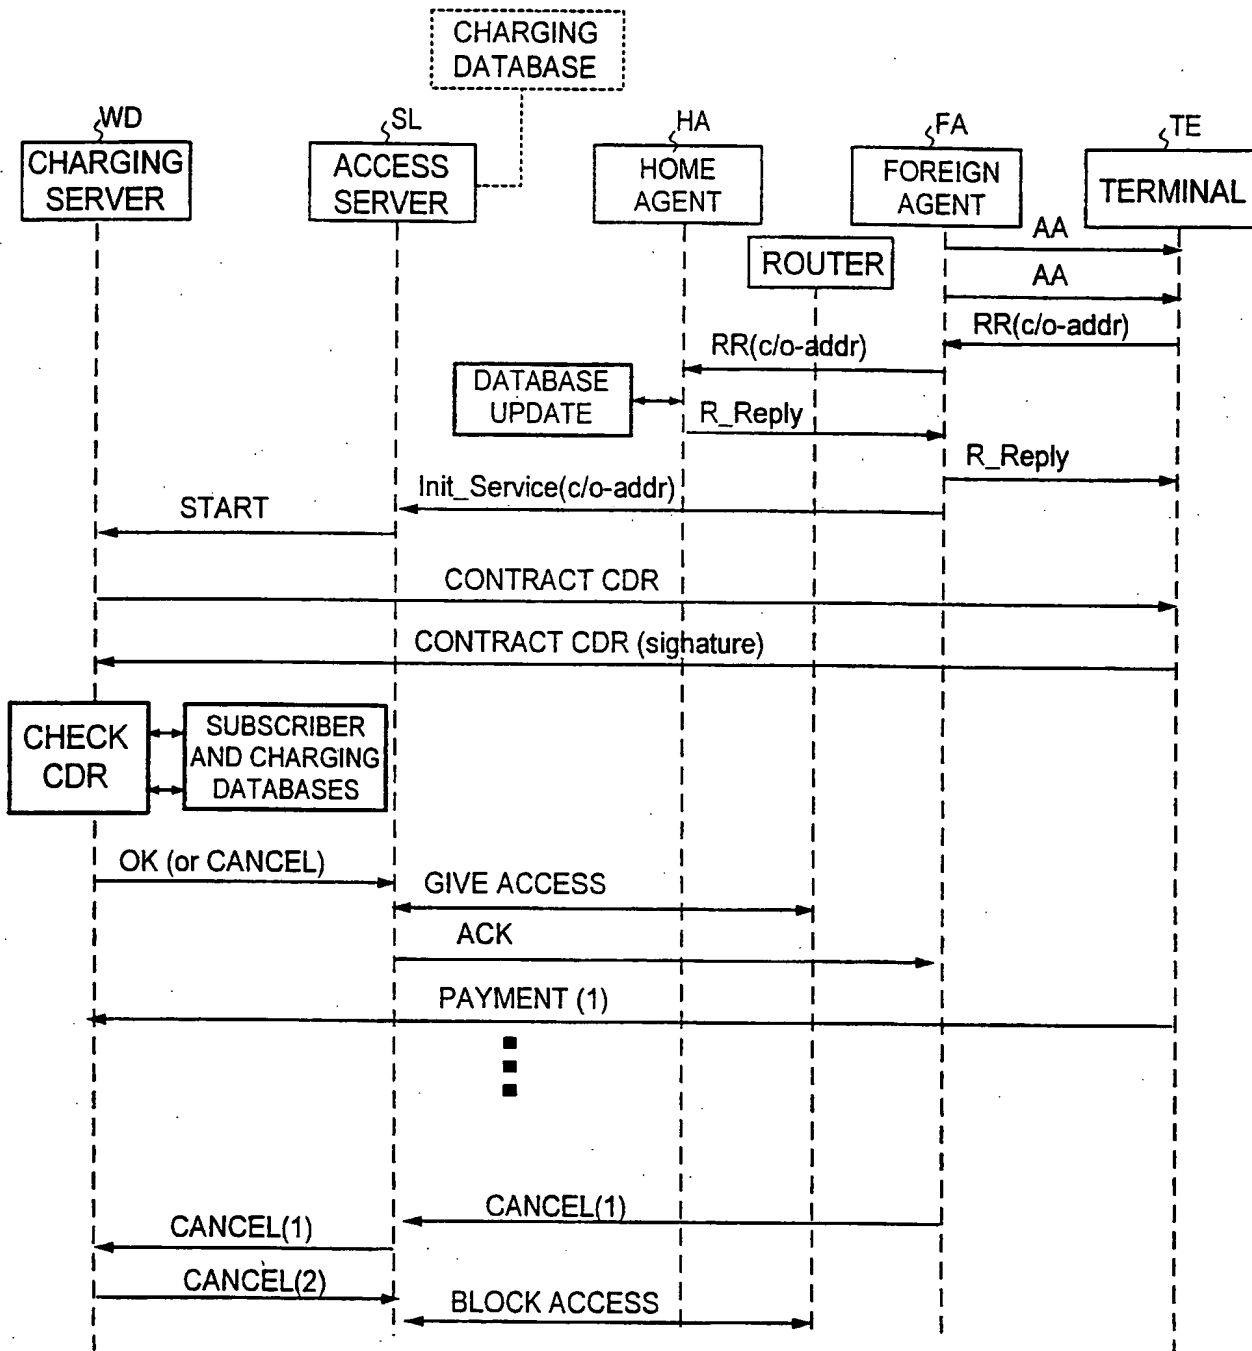 CHARGING
DATABASE
WD
SL
HA
FA
TE
CHARGING
SERVER
ACCESS
SERVER
HOME
AGENT
FOREIGN
AGENT
TERMINAL
AA
ROUTER
AA
RR(c/o-addr)
RR(c/o-addr)
DATABASE
UPDATE
R_Reply
R_Reply
Init_Service(c/o-addr)
START
CONTRACT CDR
CONTRACT CDR (signature)
CHECK
CDR
SUBSCRIBER
AND CHARGING
DATABASES
OK (or CANCEL)
GIVE ACCESS
ACK
PAYMENT (1)
CANCEL(1)
CANCEL(1)
CANCEL(2)
BLOCK ACCESS